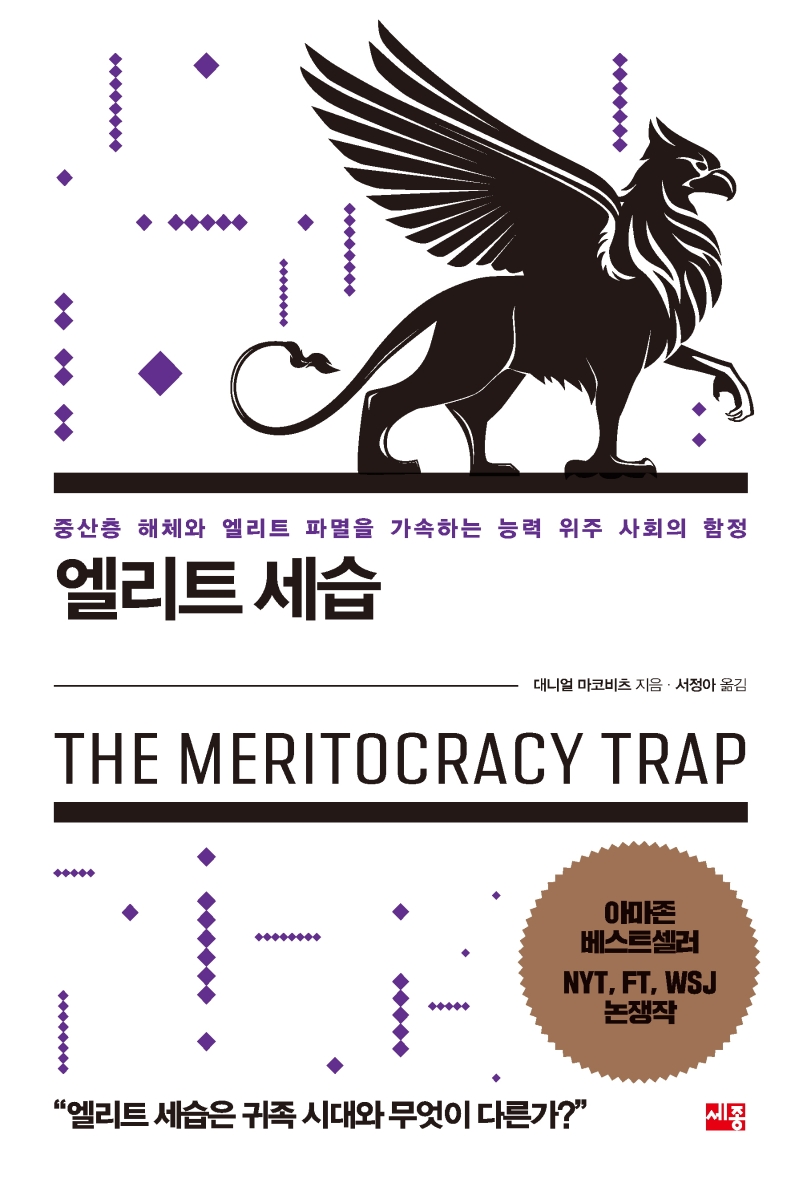 중산층 해체와 엘리트 파멸을 가속하는 능력 위주 사회의 함정
엘리트 세습
대니얼 마코비츠 지음 · 서정아 옮김
THE MERITOCRACY TRAP
아마존
베스트셀러
NYT, FT, WSJ
논쟁작
“엘리트 세습은 귀족 시대와 무엇이 다른가?”
세종